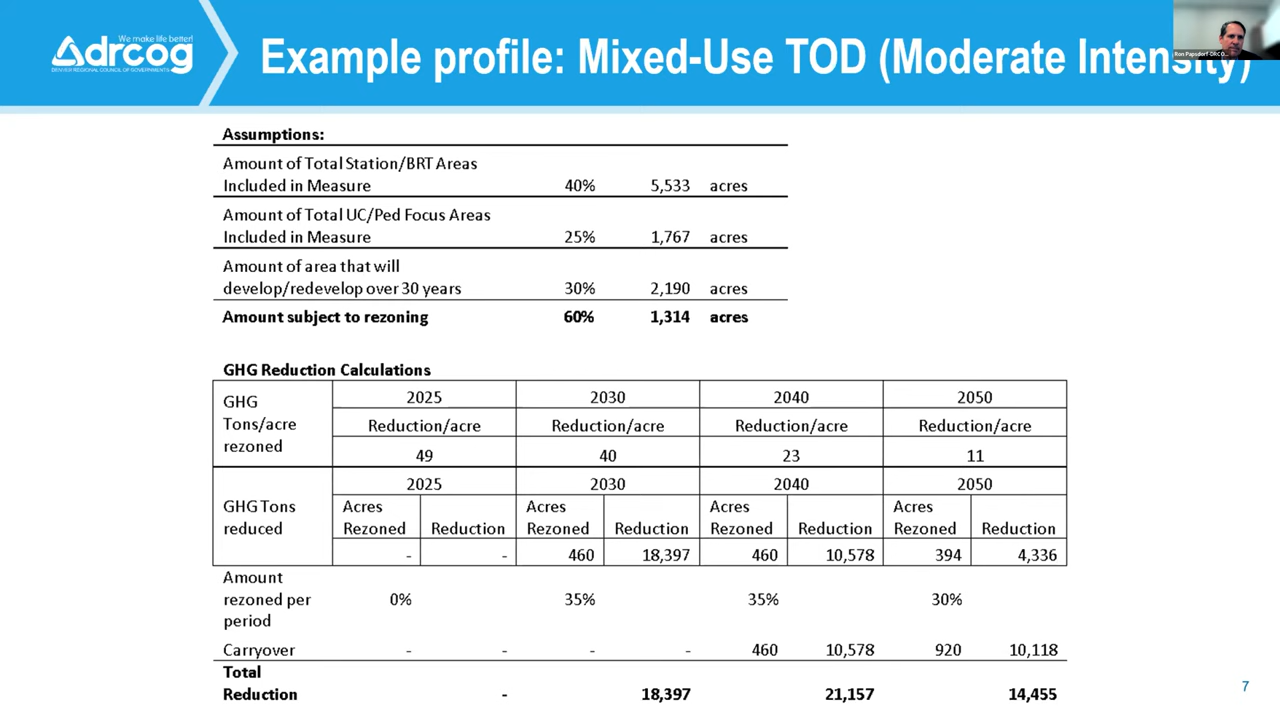 We make life better!
drcog
DENVER REGIONAL COUNCIL OF GOVERNMENTS
Example profile: Mixed-Use TOD (Moderate Intensity)
Ron Papsdorf-DRCO...
Assumptions:
Amount of Total Station/BRT Areas
Included in Measure 40% 5,533 acres
Amount of Total UC/Ped Focus Areas
Included in Measure 25% 1,767 acres
Amount of area that will
develop/redevelop over 30 years 30% 2,190 acres
Amount subject to rezoning 60% 1,314 acres
GHG Reduction Calculations
GHG
Tons/acre
rezoned
2025 2030 2040 2050
Reduction/acre Reduction/acre Reduction/acre Reduction/acre
49 40 23 11
GHG Tons
reduced
2025 2030 2040 2050
Acres
Rezoned Reduction
Acres
Rezoned Reduction
Acres
Rezoned Reduction
Acres
Rezoned Reduction
- - 460 18,397 460 10,578 394 4,336
Amount
rezoned per
period
0% 35% 35% 30%
Carryover - - - - 460 10,578 920 10,118
Total
Reduction - 18,397 21,157 14,455
7